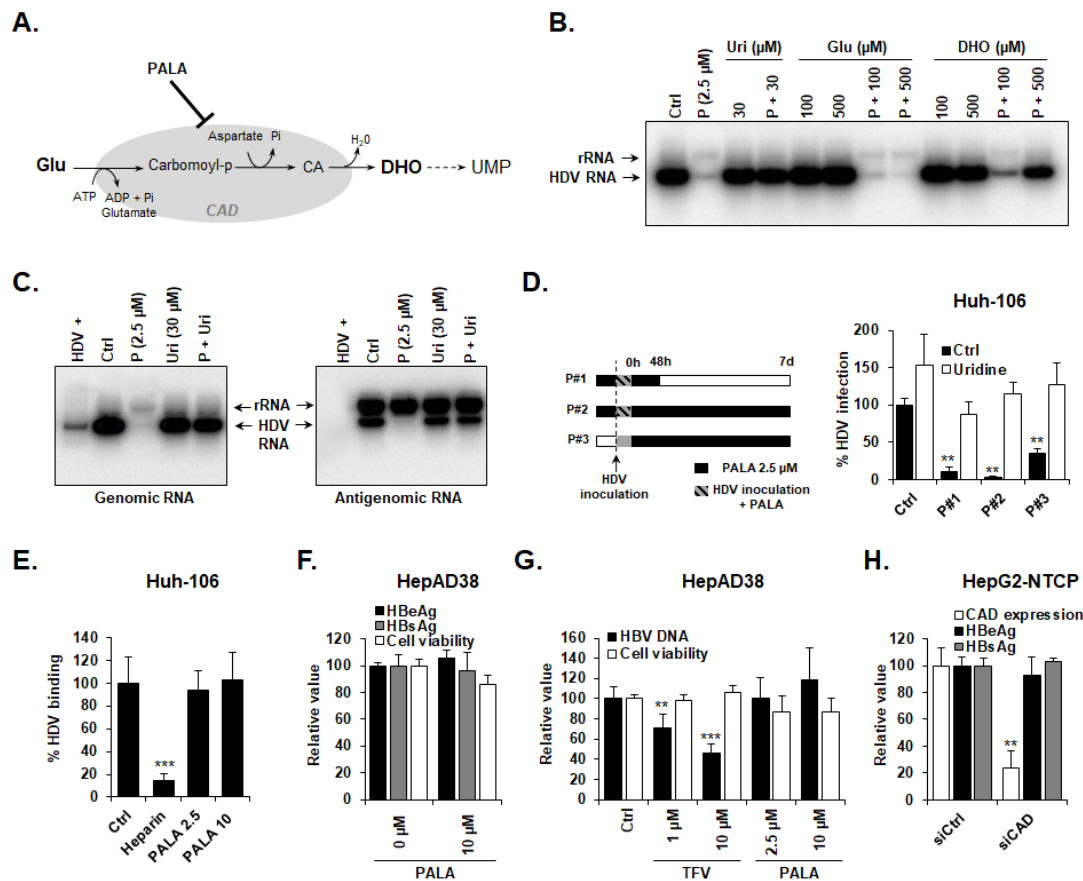 A.
PALA
Aspartate Pi
H₂0
Glu
Carbomoyl-p
CA
DHO
UMP
ATP
ADP + Pi
Glutamate
CAD
B.
Uri (µM)
Glu (µM)
DHO (µM)
Ctrl
P (2.5 µM)
30
P + 30
100
500
P + 100
P + 500
100
500
P + 100
P + 500
rRNA
HDV RNA
C.
HDV +
Ctrl
P (2.5 µM)
Uri (30 µM)
P + Uri
HDV +
Ctrl
P (2.5 µM)
Uri (30 µM)
P + Uri
rRNA
HDV
RNA
Genomic RNA
Antigenomic RNA
D.
0h
48h
7d
P#1
P#2
P#3
HDV
inoculation
PALA 2.5 µM
HDV inoculation
+ PALA
Huh-106
% HDV infection
200
150
100
50
0
Ctrl
Uridine
**
**
**
Ctrl
P#1
P#2
P#3
E.
Huh-106
% HDV binding
140
120
100
80
60
40
20
0
***
Ctrl
Heparin
PALA 2.5
PALA 10
F.
HepAD38
HBeAg
HBsAg
Cell viability
Relative value
120
100
80
60
40
20
0
0 µM
10 µM
PALA
G.
HepAD38
HBV DNA
Cell viability
Relative value
160
140
120
100
80
60
40
20
0
**
***
Ctrl
1 µM
10 µM
2.5 µM
10 µM
TFV
PALA
H.
HepG2-NTCP
CAD expression
HBeAg
HBsAg
Relative value
120
100
80
60
40
20
0
**
siCtrl
siCAD